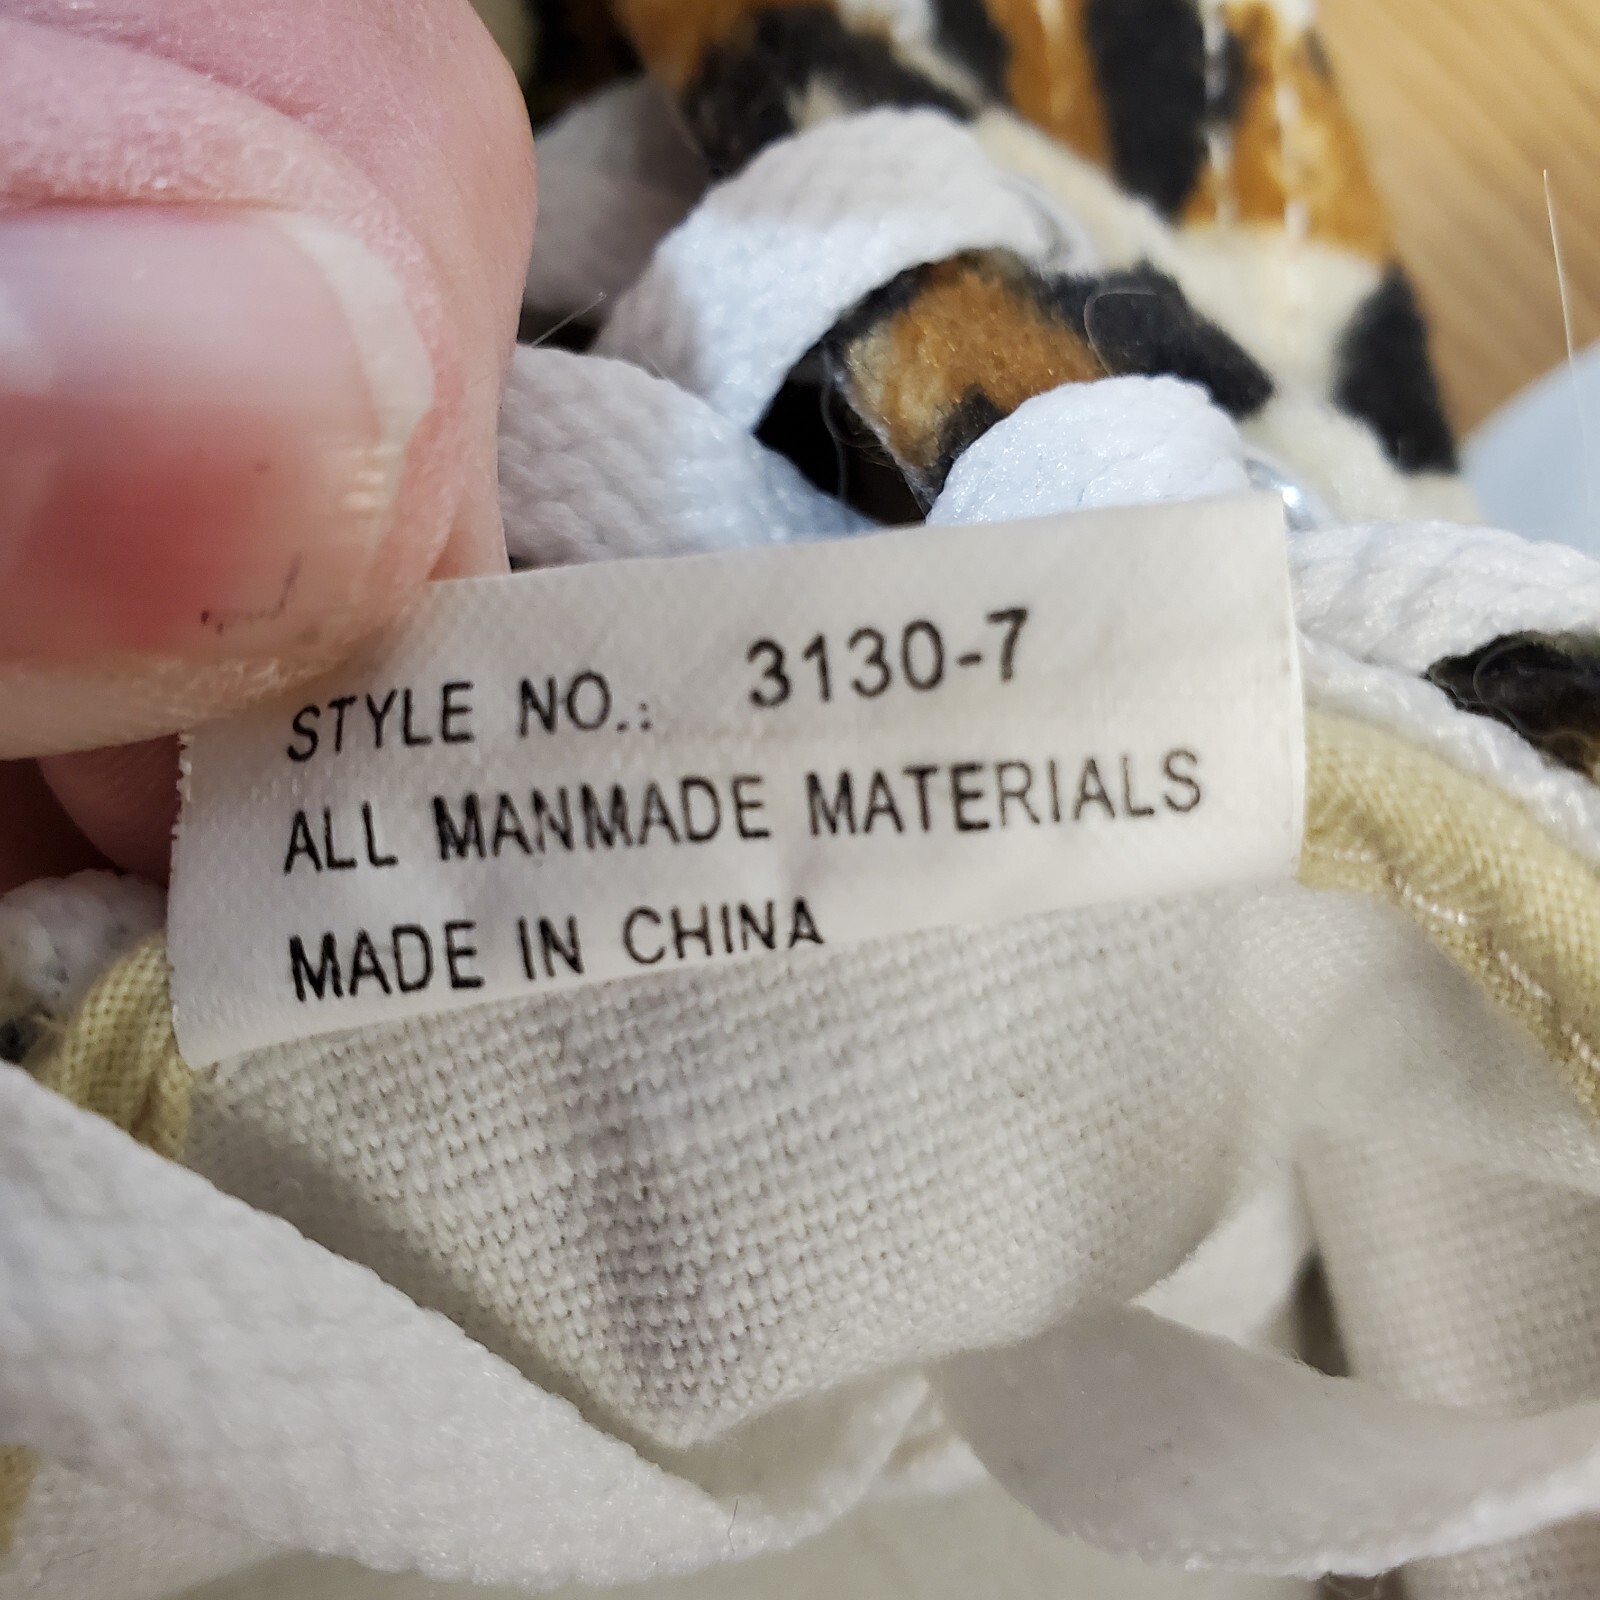 STYLE NO.: 3130-7
ALL MANMADE MATERIALS
MADE IN CHINA